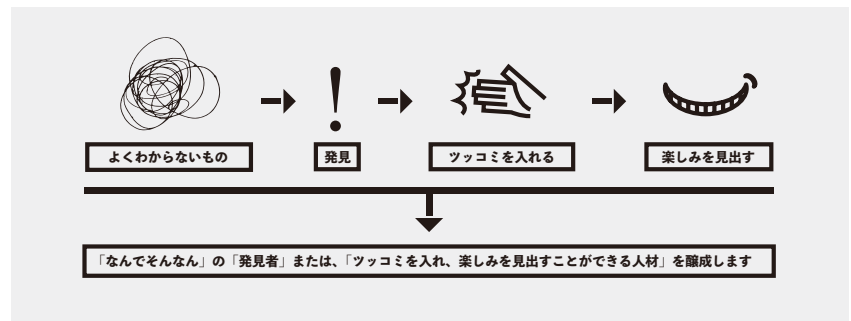 よくわからないもの
発見
ツッコミを入れる
楽しみを見出す
「なんでそんなん」の「発見者」または、「ツッコミを入れ、楽しみを見出すことができる人材」を醸成します